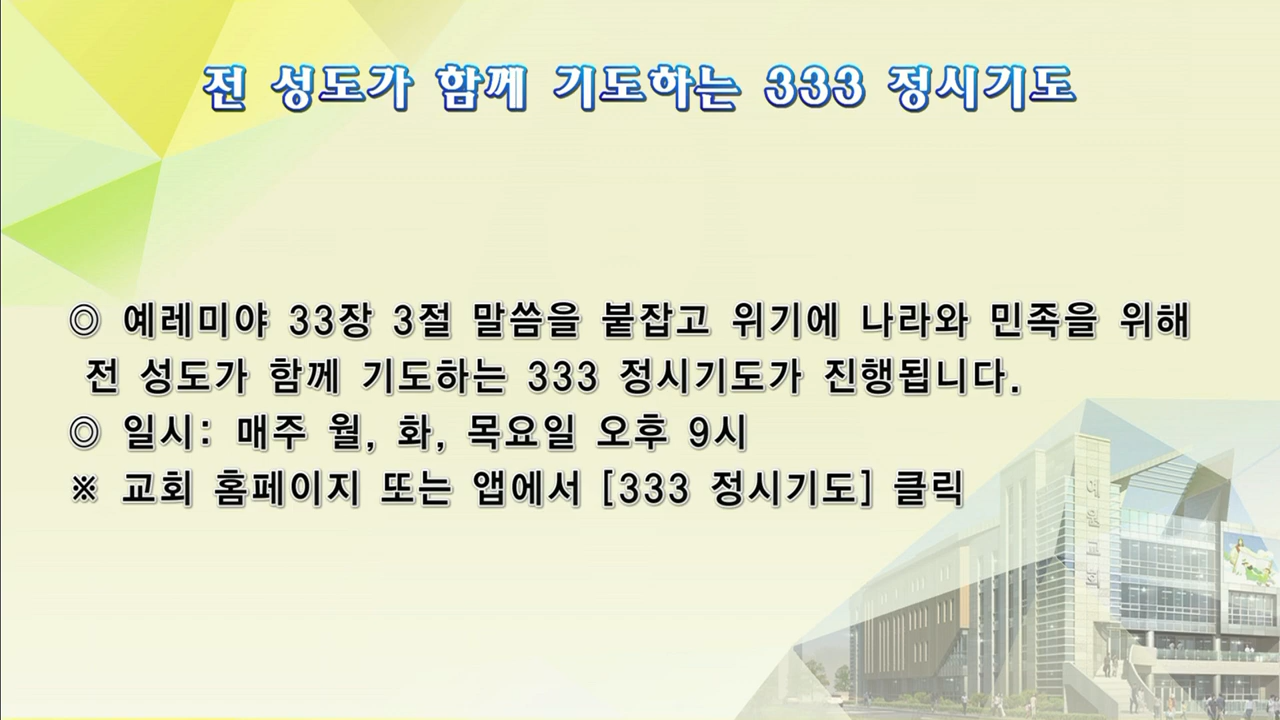 전 성도가 함께 기도하는 333 정시기도
◎ 예레미야 33장 3절 말씀을 붙잡고 위기에 나라와 민족을 위해
전 성도가 함께 기도하는 333 정시기도가 진행됩니다.
◎ 일시: 매주 월, 화, 목요일 오후 9시
※ 교회 홈페이지 또는 앱에서 [333 정시기도] 클릭